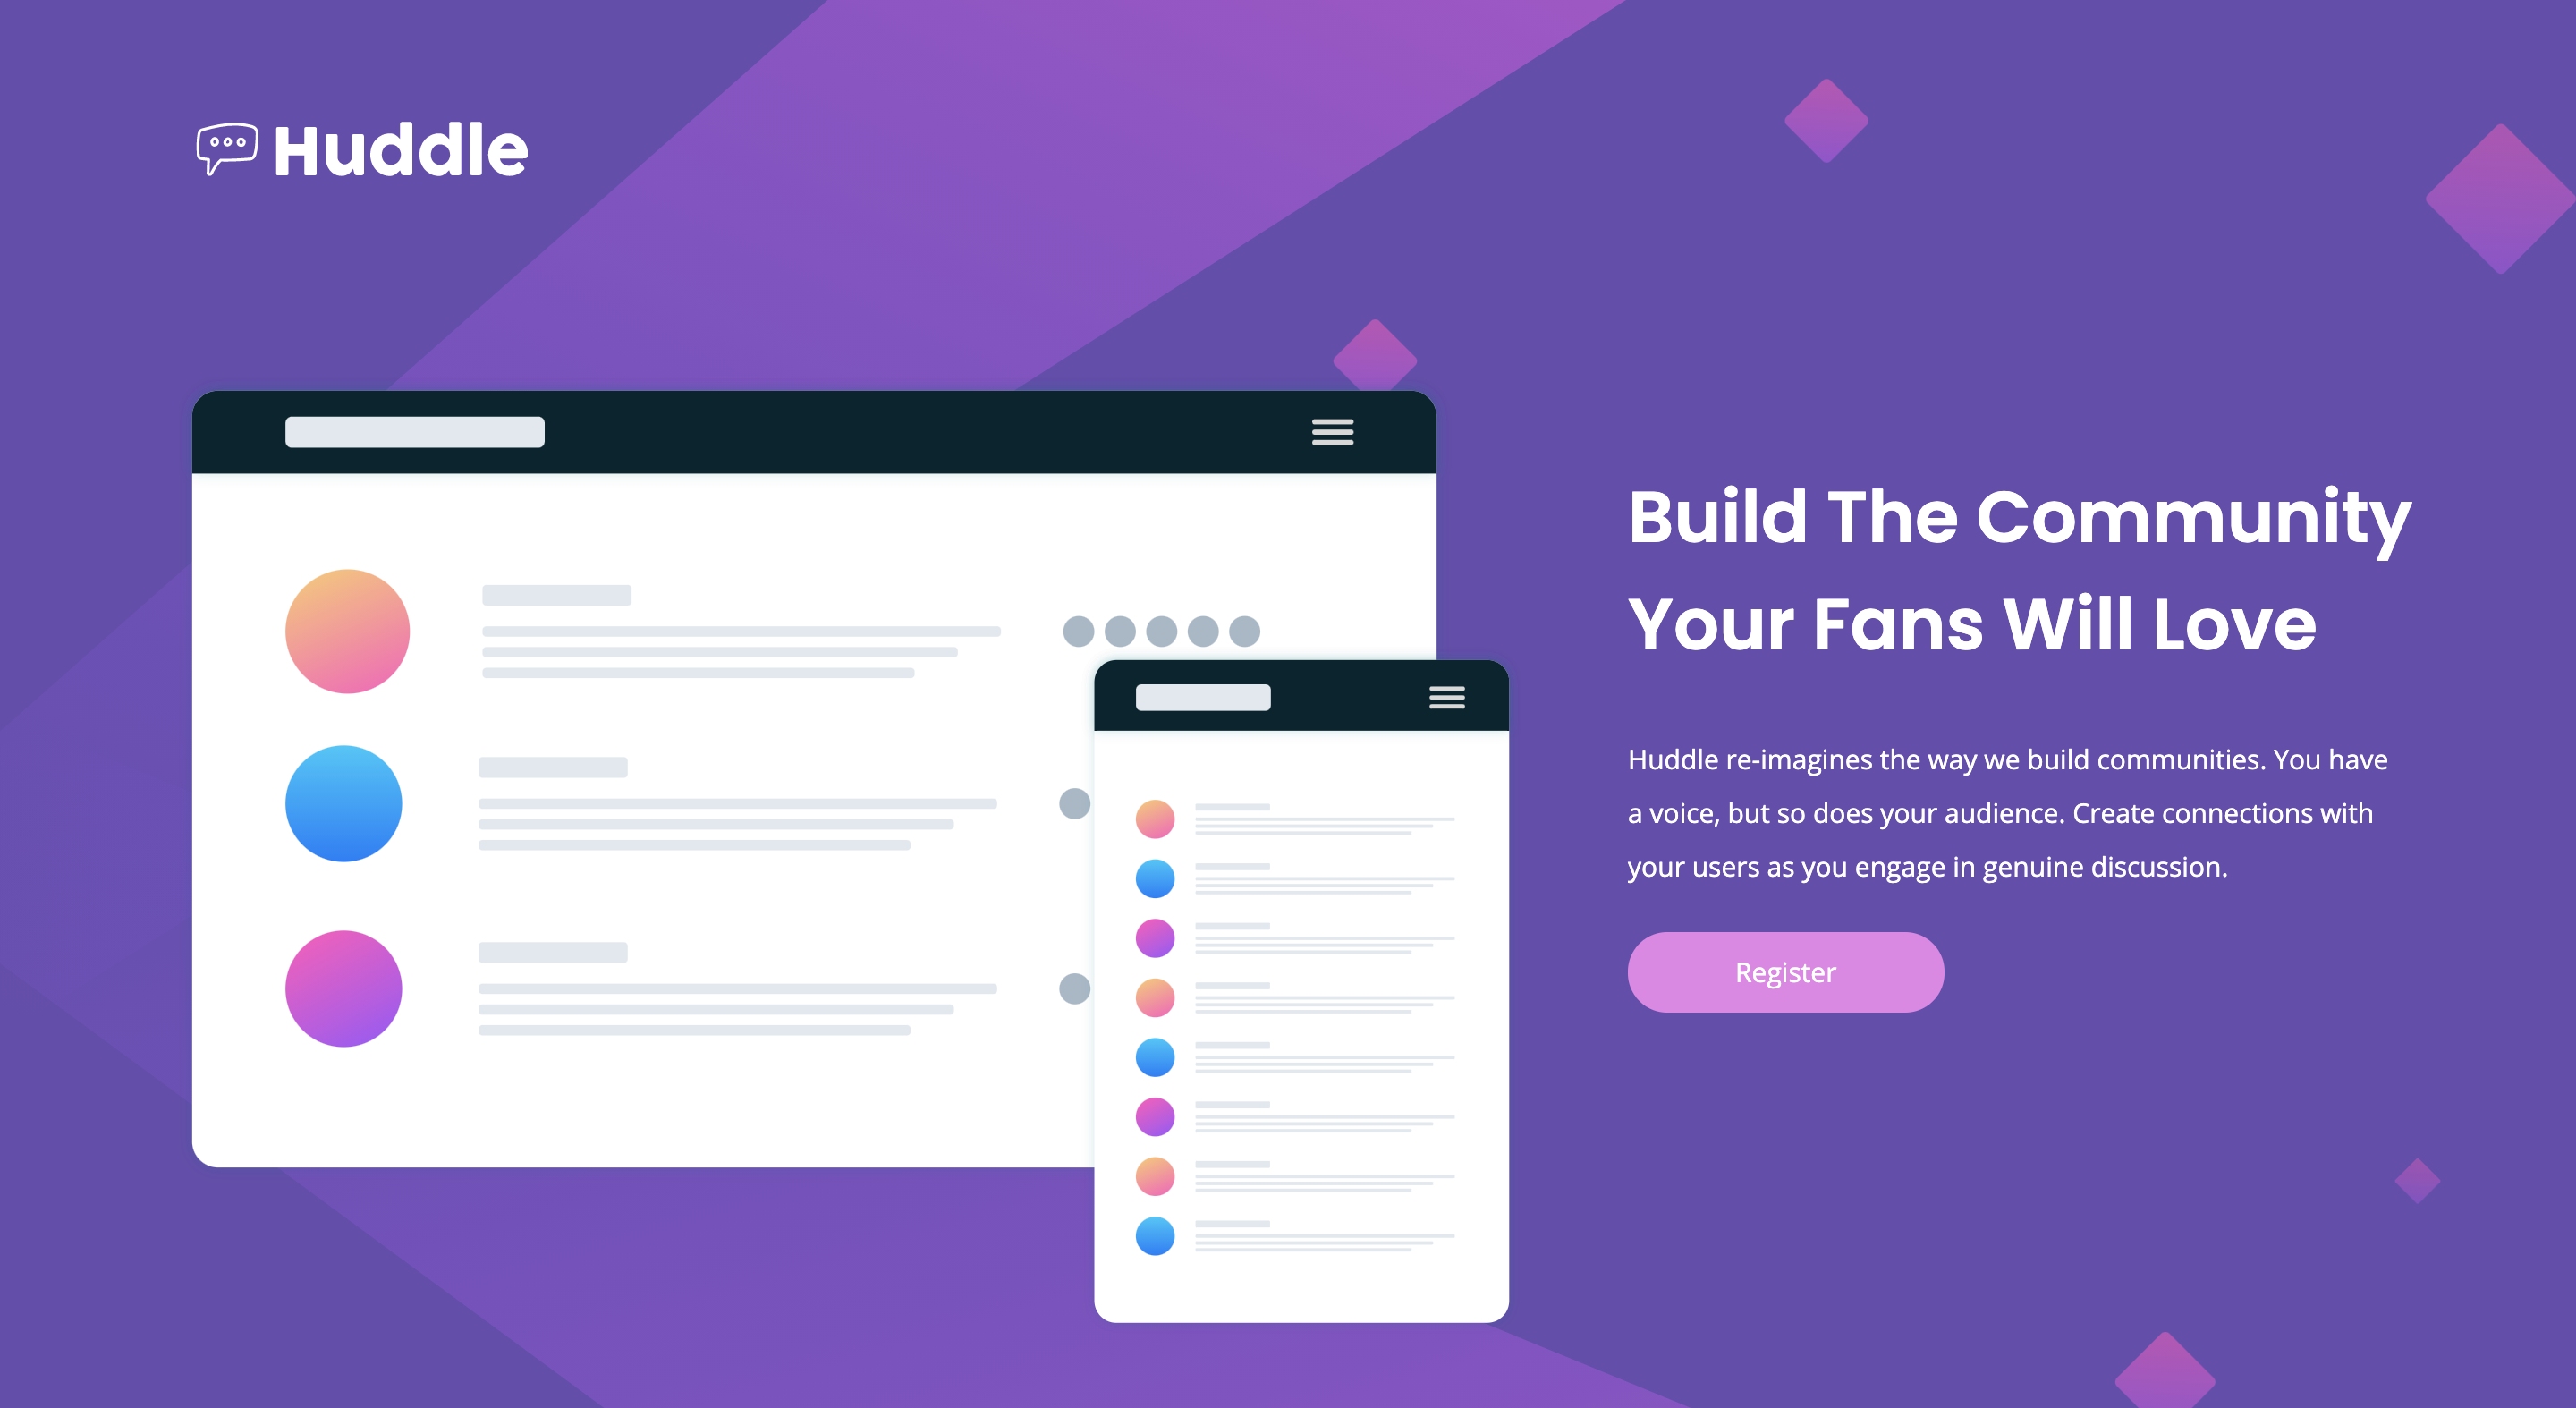 Huddle
Build The Community
Your Fans Will Love
Huddle re-imagines the way we build communities. You have
a voice, but so does your audience. Create connections with
your users as you engage in genuine discussion.
Register